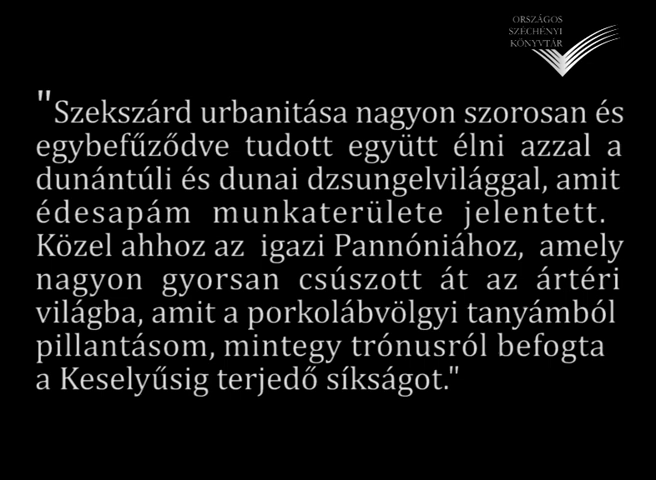 ORSZÁGOS
SZÉCHÉNYI
KÖNYVTÁR
"Szekszárd urbanitása nagyon szorosan és
egybefűződve tudott együtt élni azzal a
dunántúli és dunai dzsungelvilággal, amit
édesapám munkaterülete jelentett.
Közel ahhoz az igazi Pannóniához, amely
nagyon gyorsan csúszott át az ártéri
világba, amit a porkolábvölgyi tanyámból
pillantásom, mintegy trónusról befogta
a Keselyűsig terjedő síkságot."